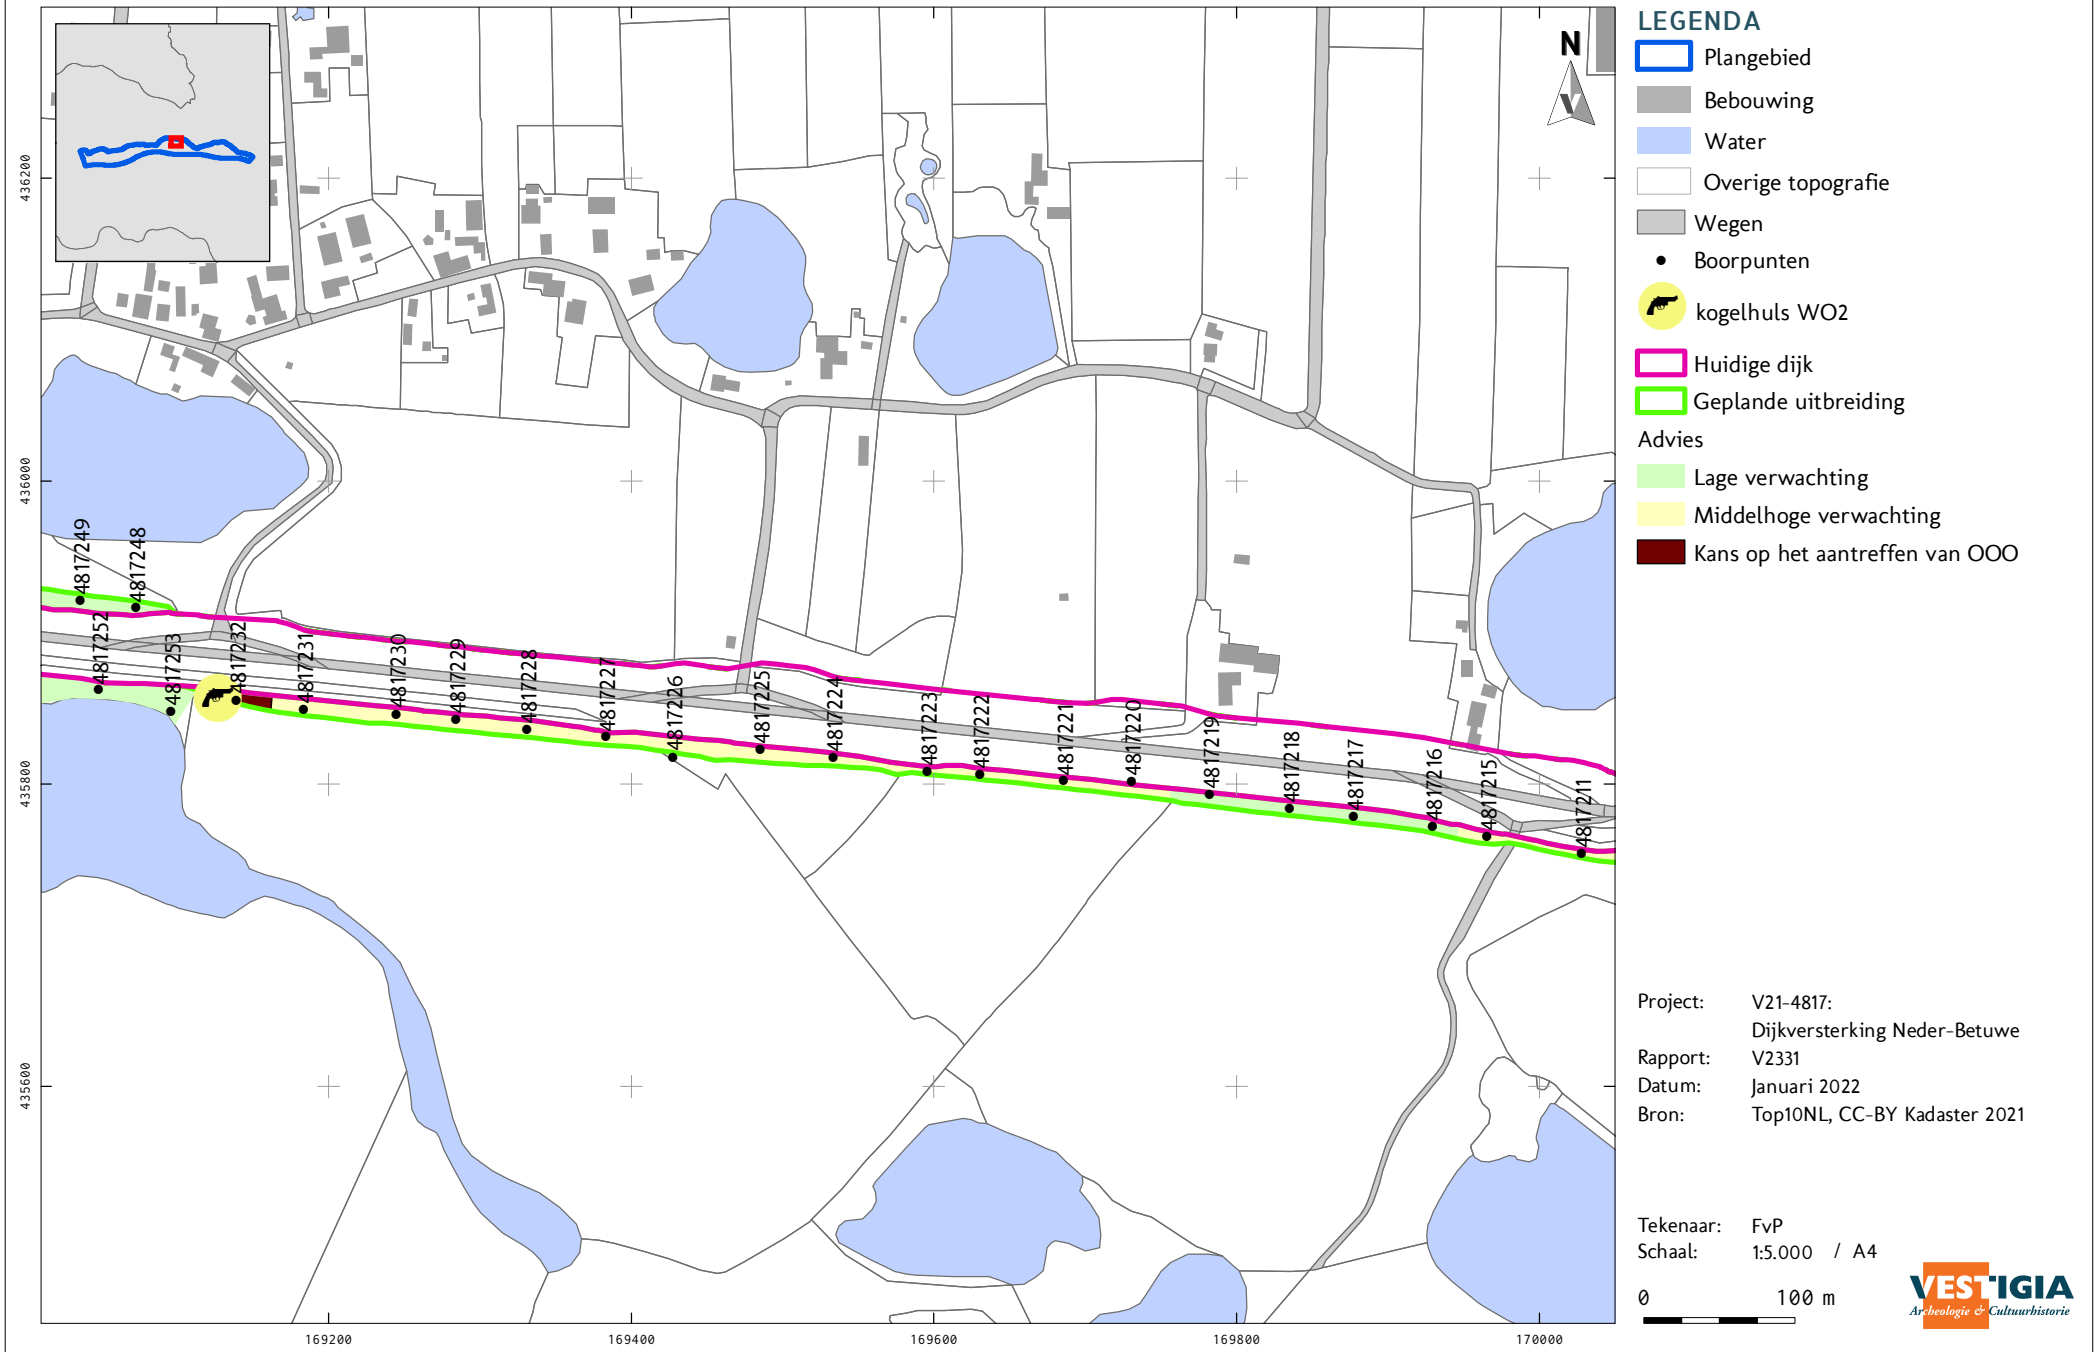 LEGENDA
Plangebied
Bebouwing
Water
Overige topografie
Wegen
Boorpunten
kogelhuls WO2
Huidige dijk
Geplande uitbreiding
Advies
Lage verwachting
Middelhoge verwachting
Kans op het aantreffen van OOO
N
436200
436000
435800
435600
4817249
4817248
4817252
4817253
4817232
4817231
4817230
4817229
4817228
4817227
4817226
4817225
4817224
4817223
4817222
4817221
4817220
4817219
4817218
4817217
4817216
4817215
4817211
169200
169400
169600
169800
170000
Project: V21-4817:
Dijkversterking Neder-Betuwe
Rapport: V2331
Datum: Januari 2022
Bron: Top10NL, CC-BY Kadaster 2021
Tekenaar: FvP
Schaal: 1:5.000 / A4
0 100 m
VESTIGIA
Archeologie & Cultuurhistorie